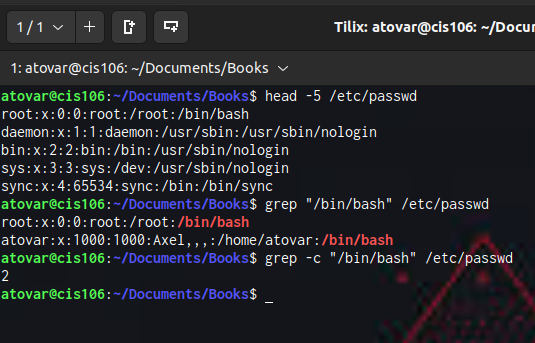 1 / 1
Tilix: atovar@cis106: ~/Docu
1: atovar@cis106: ~/Documents/Books
atovar@cis106:~/Documents/Books$ head -5 /etc/passwd
root:x:0:0:root:/root:/bin/bash
daemon:x:1:1:daemon:/usr/sbin:/usr/sbin/nologin
bin:x:2:2:bin:/bin:/usr/sbin/nologin
sys:x:3:3:sys:/dev:/usr/sbin/nologin
sync:x:4:65534:sync:/bin:/bin/sync
atovar@cis106:~/Documents/Books$ grep "/bin/bash" /etc/passwd
root:x:0:0:root:/root:/bin/bash
atovar:x:1000:1000:Axel,,,:/home/atovar:/bin/bash
atovar@cis106:~/Documents/Books$ grep -c "/bin/bash" /etc/passwd
2
atovar@cis106:~/Documents/Books$ _